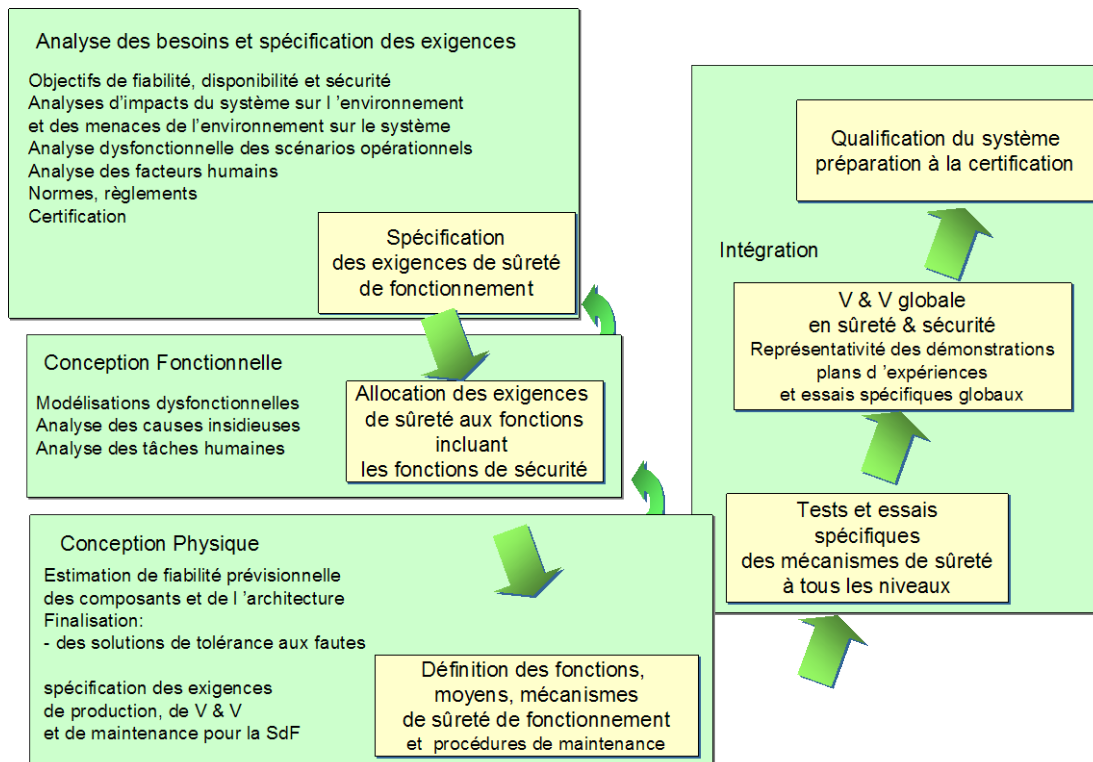 Analyse des besoins et spécification des exigences
Objectifs de fiabilité, disponibilité et sécurité
Analyses d'impacts du système sur l 'environnement
et des menaces de l'environnement sur le système
Analyse dysfonctionnelle des scénarios opérationnels
Analyse des facteurs humains
Normes, règlements
Certification
Spécification
des exigences de sûreté
de fonctionnement
Conception Fonctionnelle
Modélisations dysfonctionnelles
Analyse des causes insidieuses
Analyse des tâches humaines
Allocation des exigences
de sûreté aux fonctions
incluant
les fonctions de sécurité
Conception Physique
Estimation de fiabilité prévisionnelle
des composants et de l 'architecture
Finalisation:
- des solutions de tolérance aux fautes
spécification des exigences
de production, de V & V
et de maintenance pour la SdF
Définition des fonctions,
moyens, mécanismes
de sûreté de fonctionnement
et procédures de maintenance
Qualification du système
préparation à la certification
Intégration
V & V globale
en sûreté & sécurité
Représentativité des démonstrations
plans d 'expériences
et essais spécifiques globaux
Tests et essais
spécifiques
des mécanismes de sûreté
à tous les niveaux